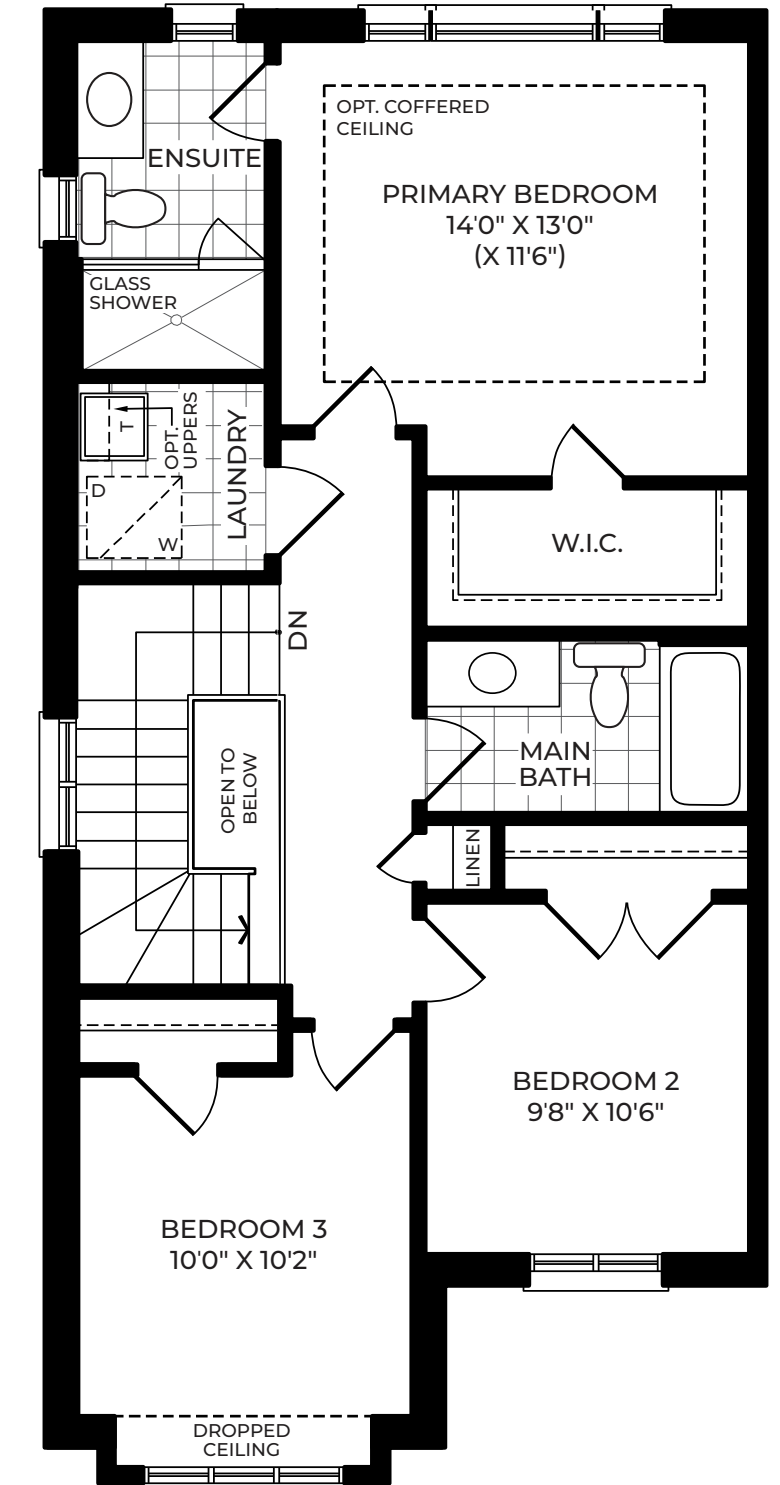 OPT. COFFERED
CEILING
ENSUITE
PRIMARY BEDROOM
14'0" X 13'0"
(X 11'6")
GLASS
SHOWER
T
OPT.
UPPERS
LAUNDRY
D
W
W.I.C.
DN
OPEN TO
BELOW
MAIN
BATH
LINEN
BEDROOM 2
9'8" X 10'6"
BEDROOM 3
10'0" X 10'2"
DROPPED
CEILING